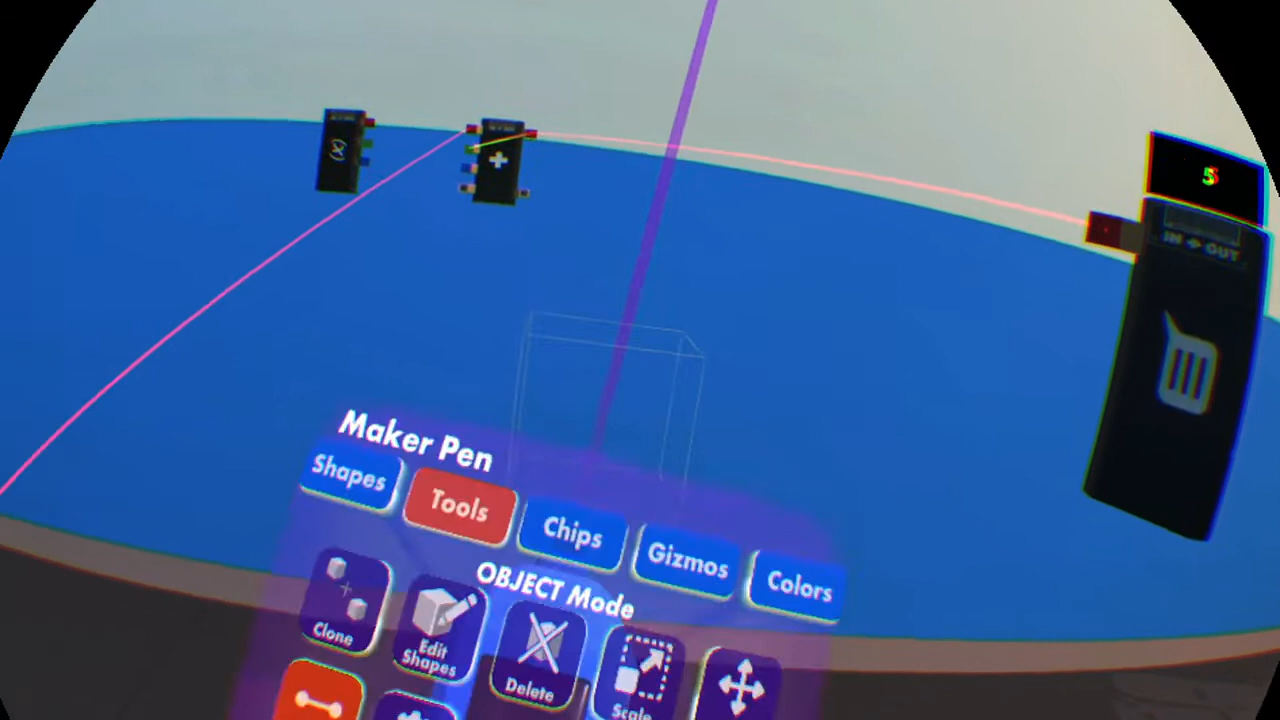 (x)
+
5
IN → OUT
Maker Pen
Shapes
Tools
Chips
Gizmos
Colors
OBJECT Mode
Clone
Edit
Shapes
Delete
Scale